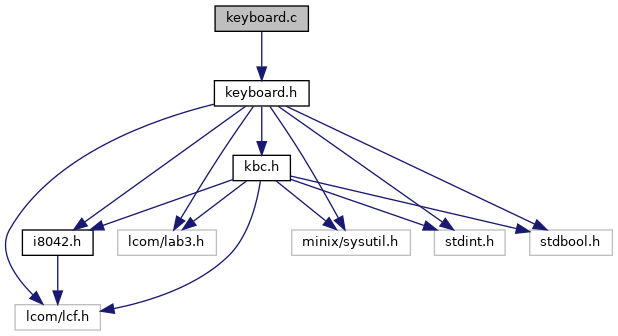 keyboard.c
keyboard.h
kbc.h
i8042.h
lcom/lab3.h
minix/sysutil.h
stdint.h
stdbool.h
lcom/lcf.h